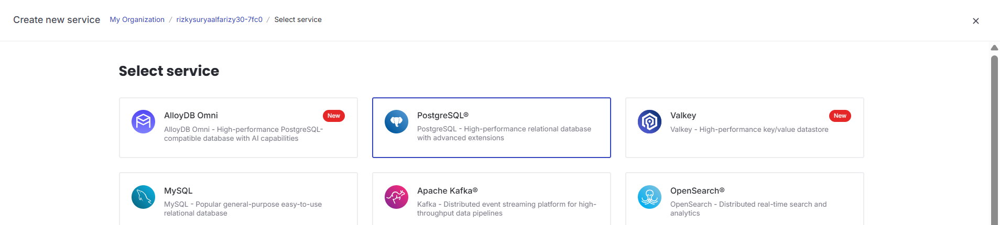 Create new service My Organization / rizkysuryaalfarizy30-7fc0 / Select service
Select service
AlloyDB Omni New
AlloyDB Omni - High-performance PostgreSQL-
compatible database with AI capabilities
PostgreSQL®
PostgreSQL - High-performance relational database
with advanced extensions
Valkey New
Valkey - High-performance key/value datastore
MySQL
MySQL - Popular general-purpose easy-to-use
relational database
Apache Kafka®
Kafka - Distributed event streaming platform for high-
throughput data pipelines
OpenSearch®
OpenSearch - Distributed real-time search and
analytics